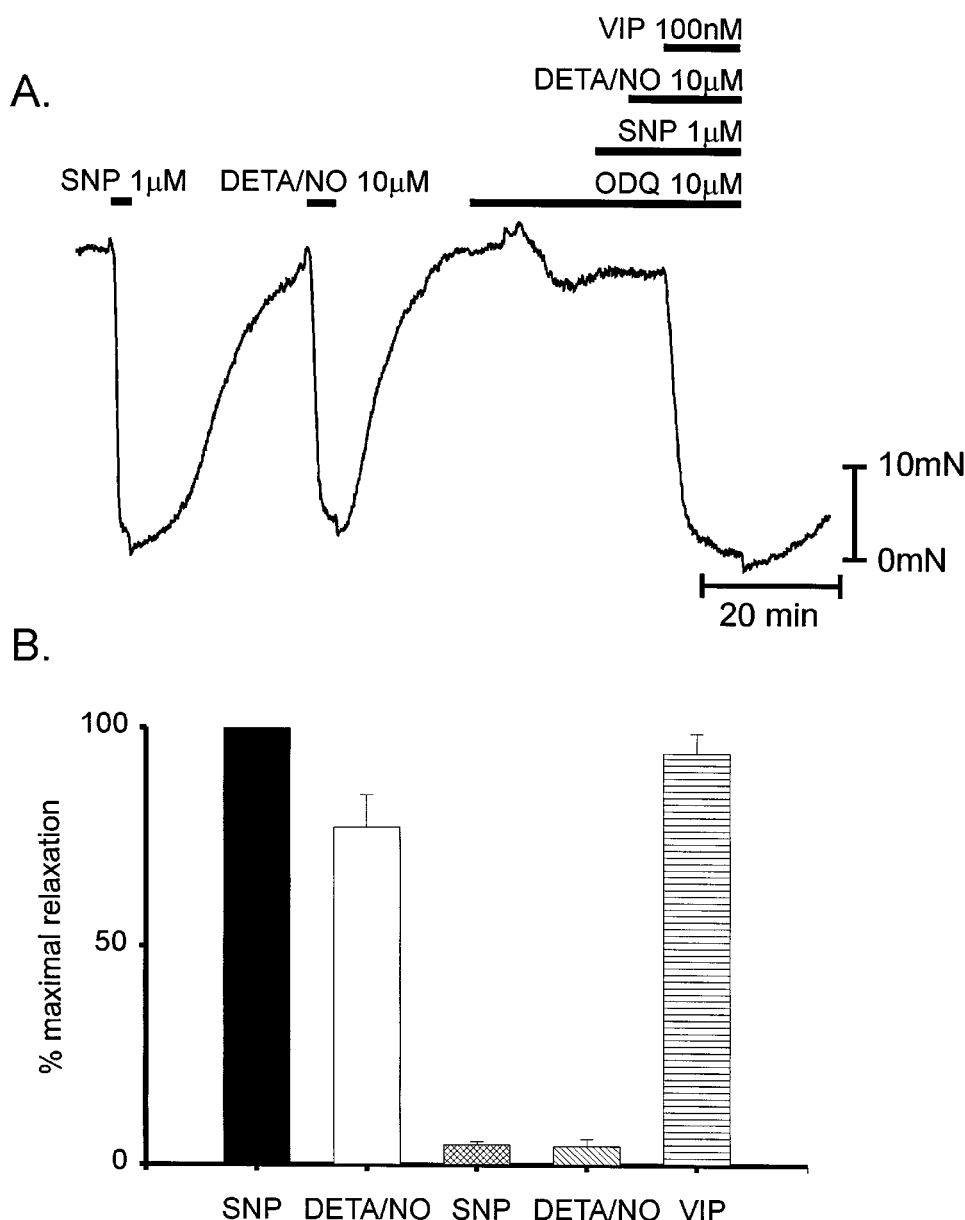 A.
VIP 100nM
DETA/NO 10μM
SNP 1μM
ODQ 10μM
SNP 1μM
DETA/NO 10μM
10mN
0mN
20 min
B.
100
50
0
% maximal relaxation
SNP DETA/NO SNP DETA/NO VIP